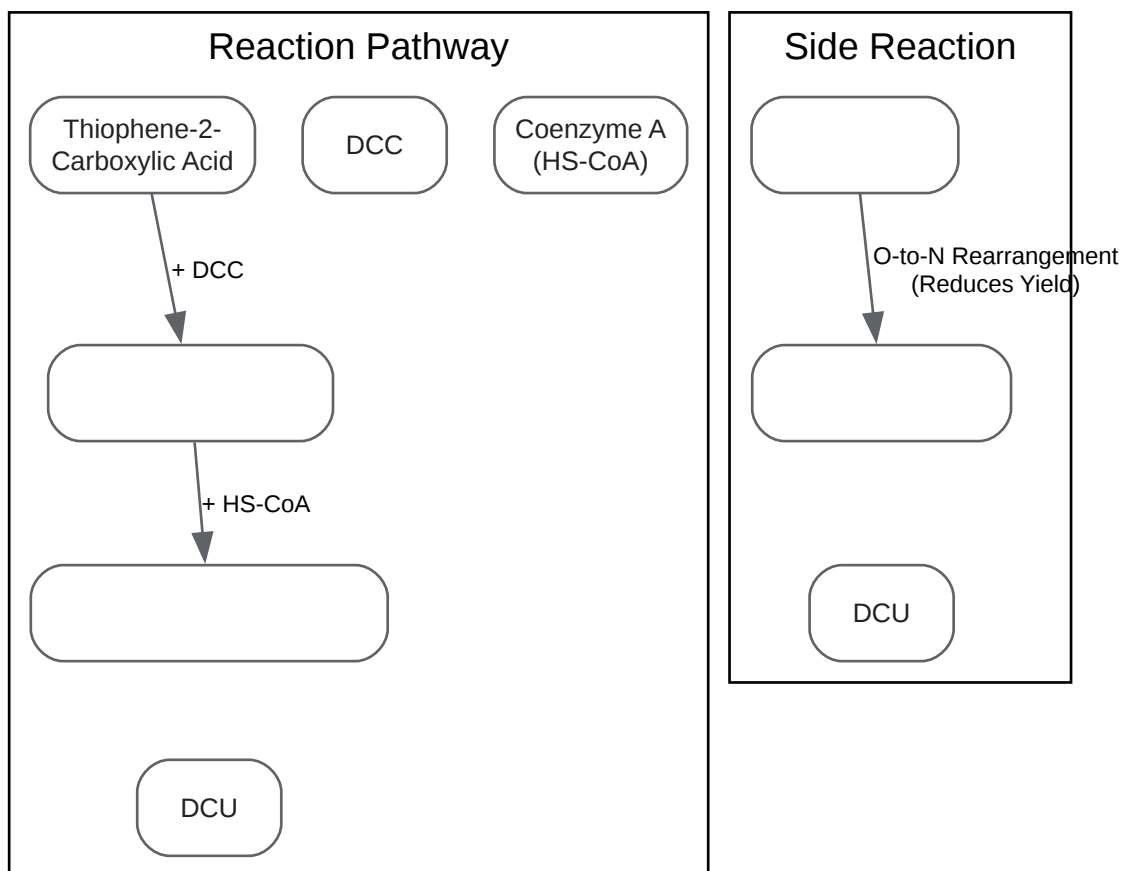 Reaction Pathway
Thiophene-2-
Carboxylic Acid
DCC
Coenzyme A
(HS-CoA)
+ DCC
+ HS-CoA
DCU
Side Reaction
O-to-N Rearrangement
(Reduces Yield)
DCU